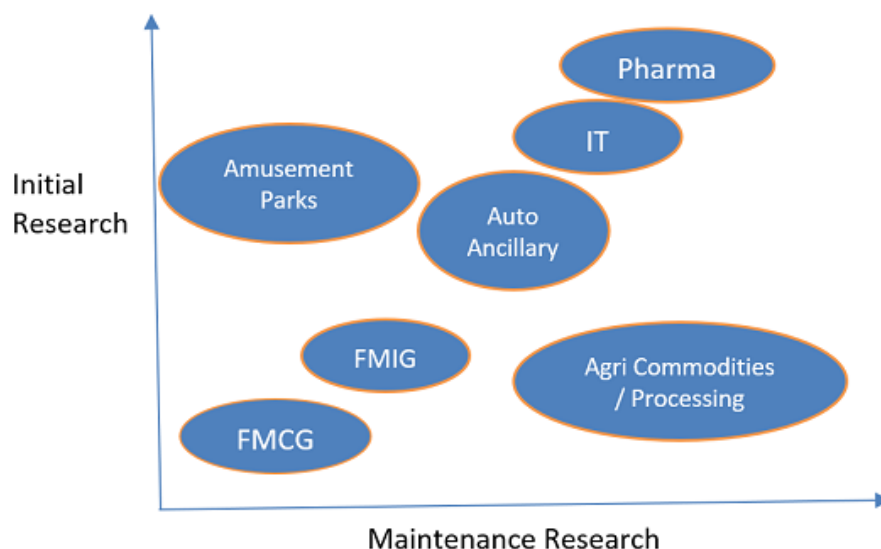 Pharma
IT
Amusement
Parks
Initial
Research
Auto
Ancillary
FMIG
Agri Commodities
/ Processing
FMCG
Maintenance Research